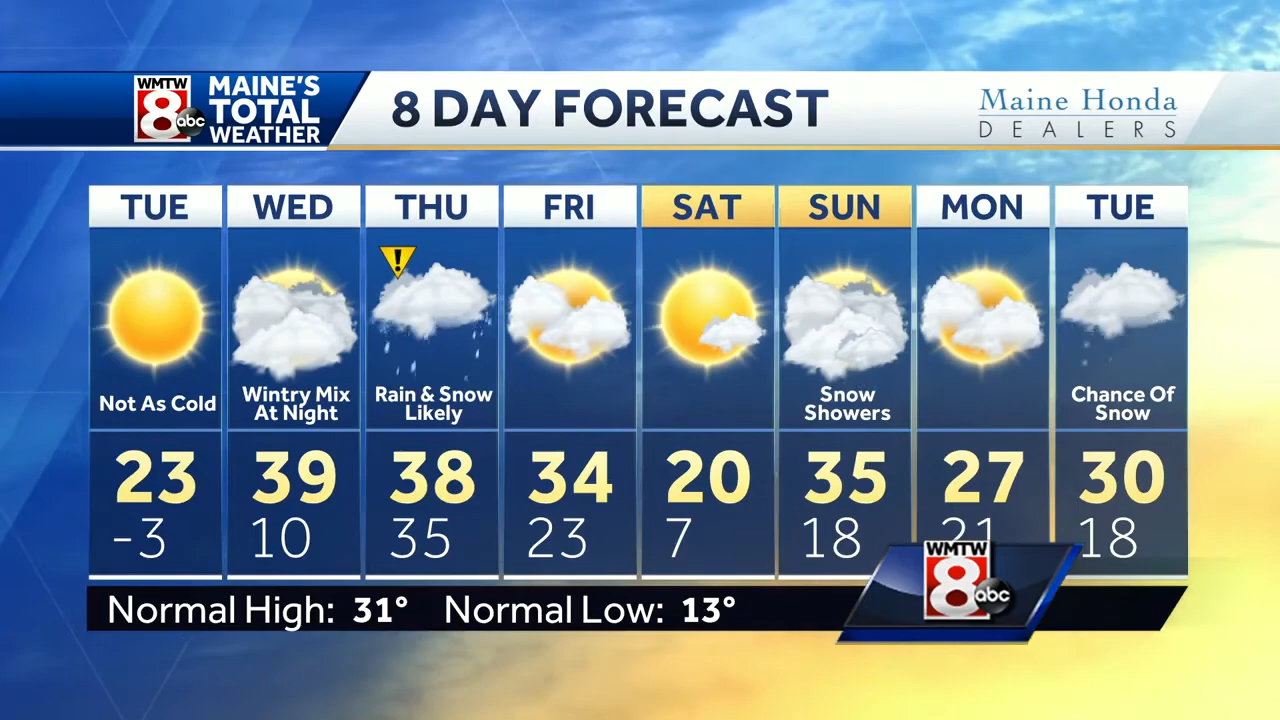 WMTW
8
abc
MAINE'S
TOTAL
WEATHER
8 DAY FORECAST
Maine Honda
DEALERS
TUE WED THU FRI SAT SUN MON TUE
!
Not As Cold
Wintry Mix
At Night
Rain & Snow
Likely
Snow
Showers
Chance Of
Snow
23 39 38 34 20 35 27 30
-3 10 35 23 7 18 21 18
Normal High: 31° Normal Low: 13°
WMTW
8
abc